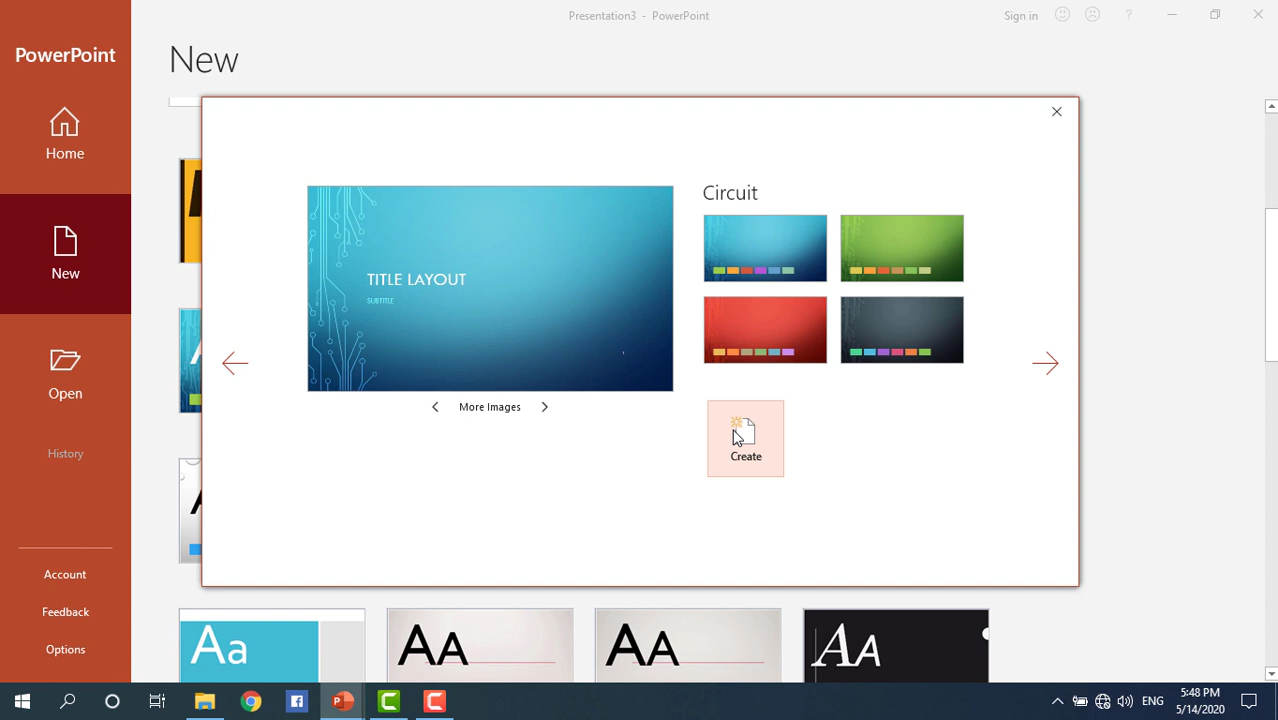 Presentation3 - PowerPoint
Sign in
?
PowerPoint
New
Home
New
Open
History
Account
Feedback
Options
Circuit
TITLE LAYOUT
SUBTITLE
More Images
Create
Aa
AA
AA
AA
ENG
5:48 PM
5/14/2020